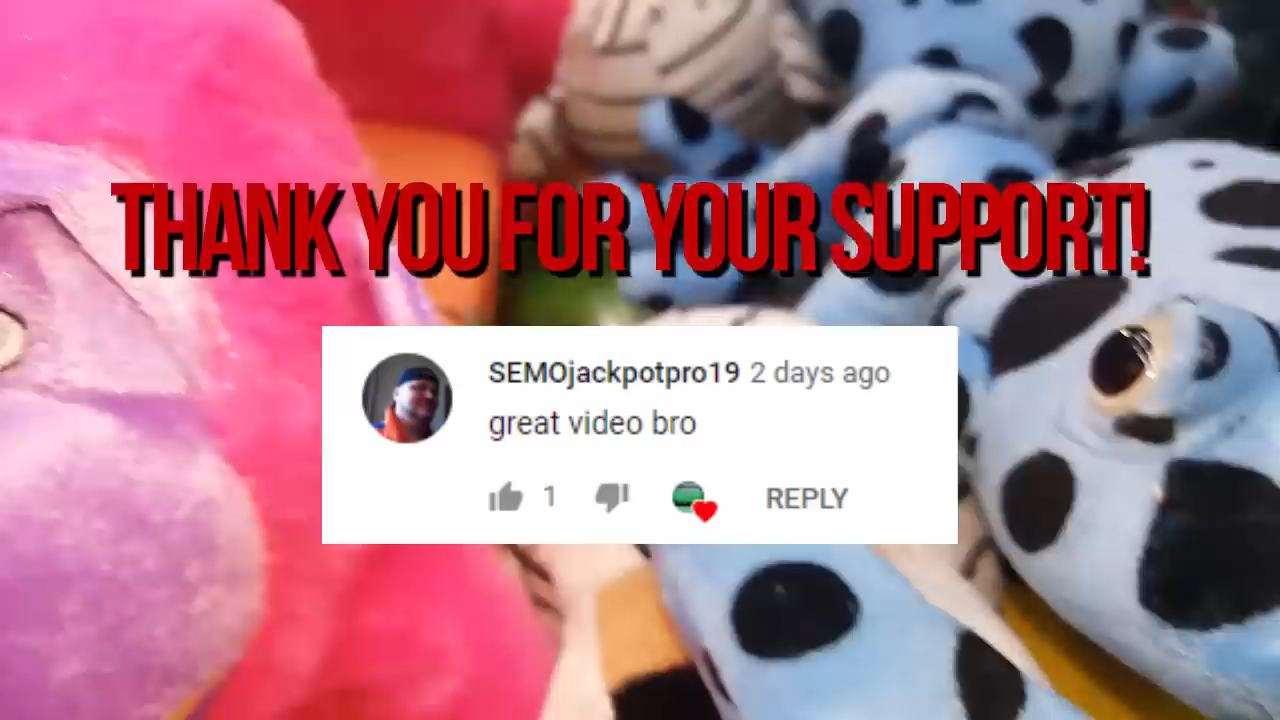 THANK YOU FOR YOUR SUPPORT!
SEMOjackpotpro19 2 days ago
great video bro
1 REPLY